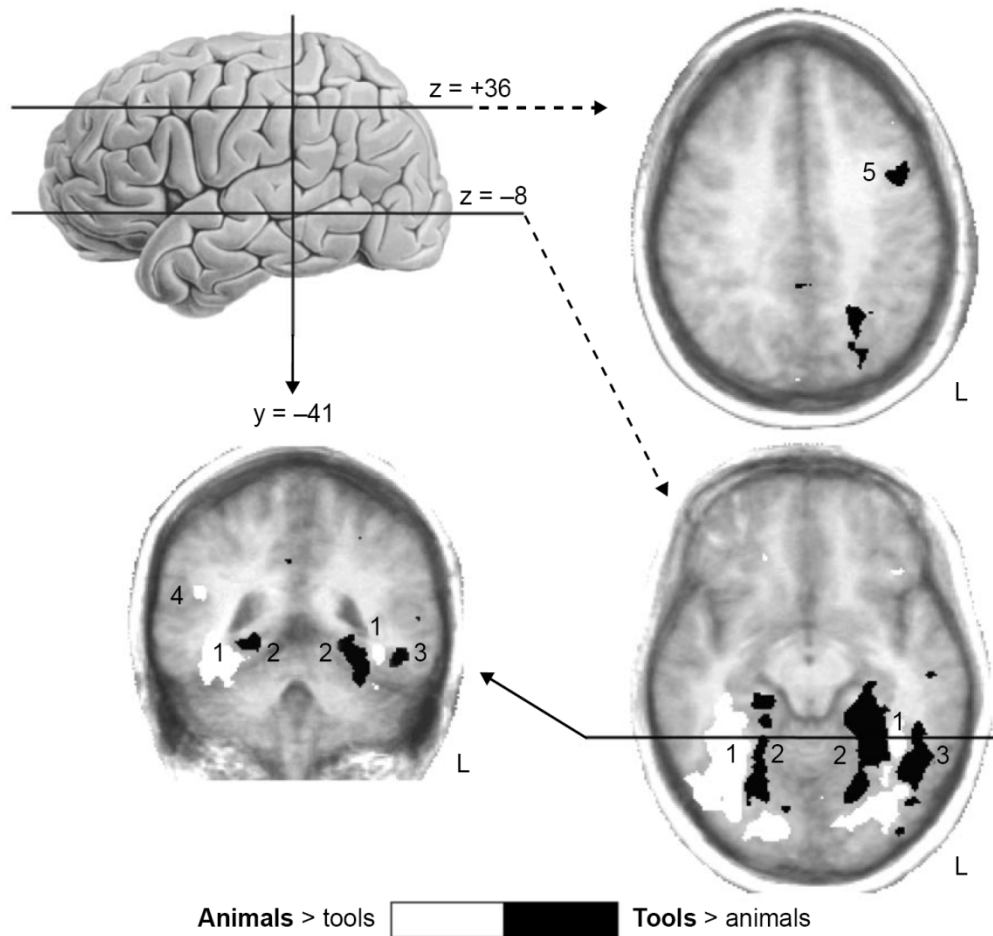 z = +36
5
z = –8
L
y = –41
4
1
1
2
2
3
L
1
1
2
2
3
L
Animals > tools
Tools > animals